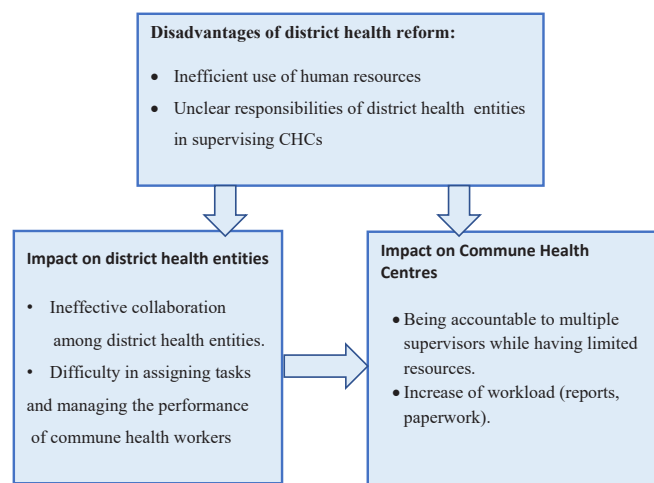 Disadvantages of district health reform:
• Inefficient use of human resources
• Unclear responsibilities of district health entities
in supervising CHCs
Impact on district health entities
• Ineffective collaboration
among district health entities.
• Difficulty in assigning tasks
and managing the performance
of commune health workers
Impact on Commune Health
Centres
• Being accountable to multiple
supervisors while having limited
resources.
• Increase of workload (reports,
paperwork).